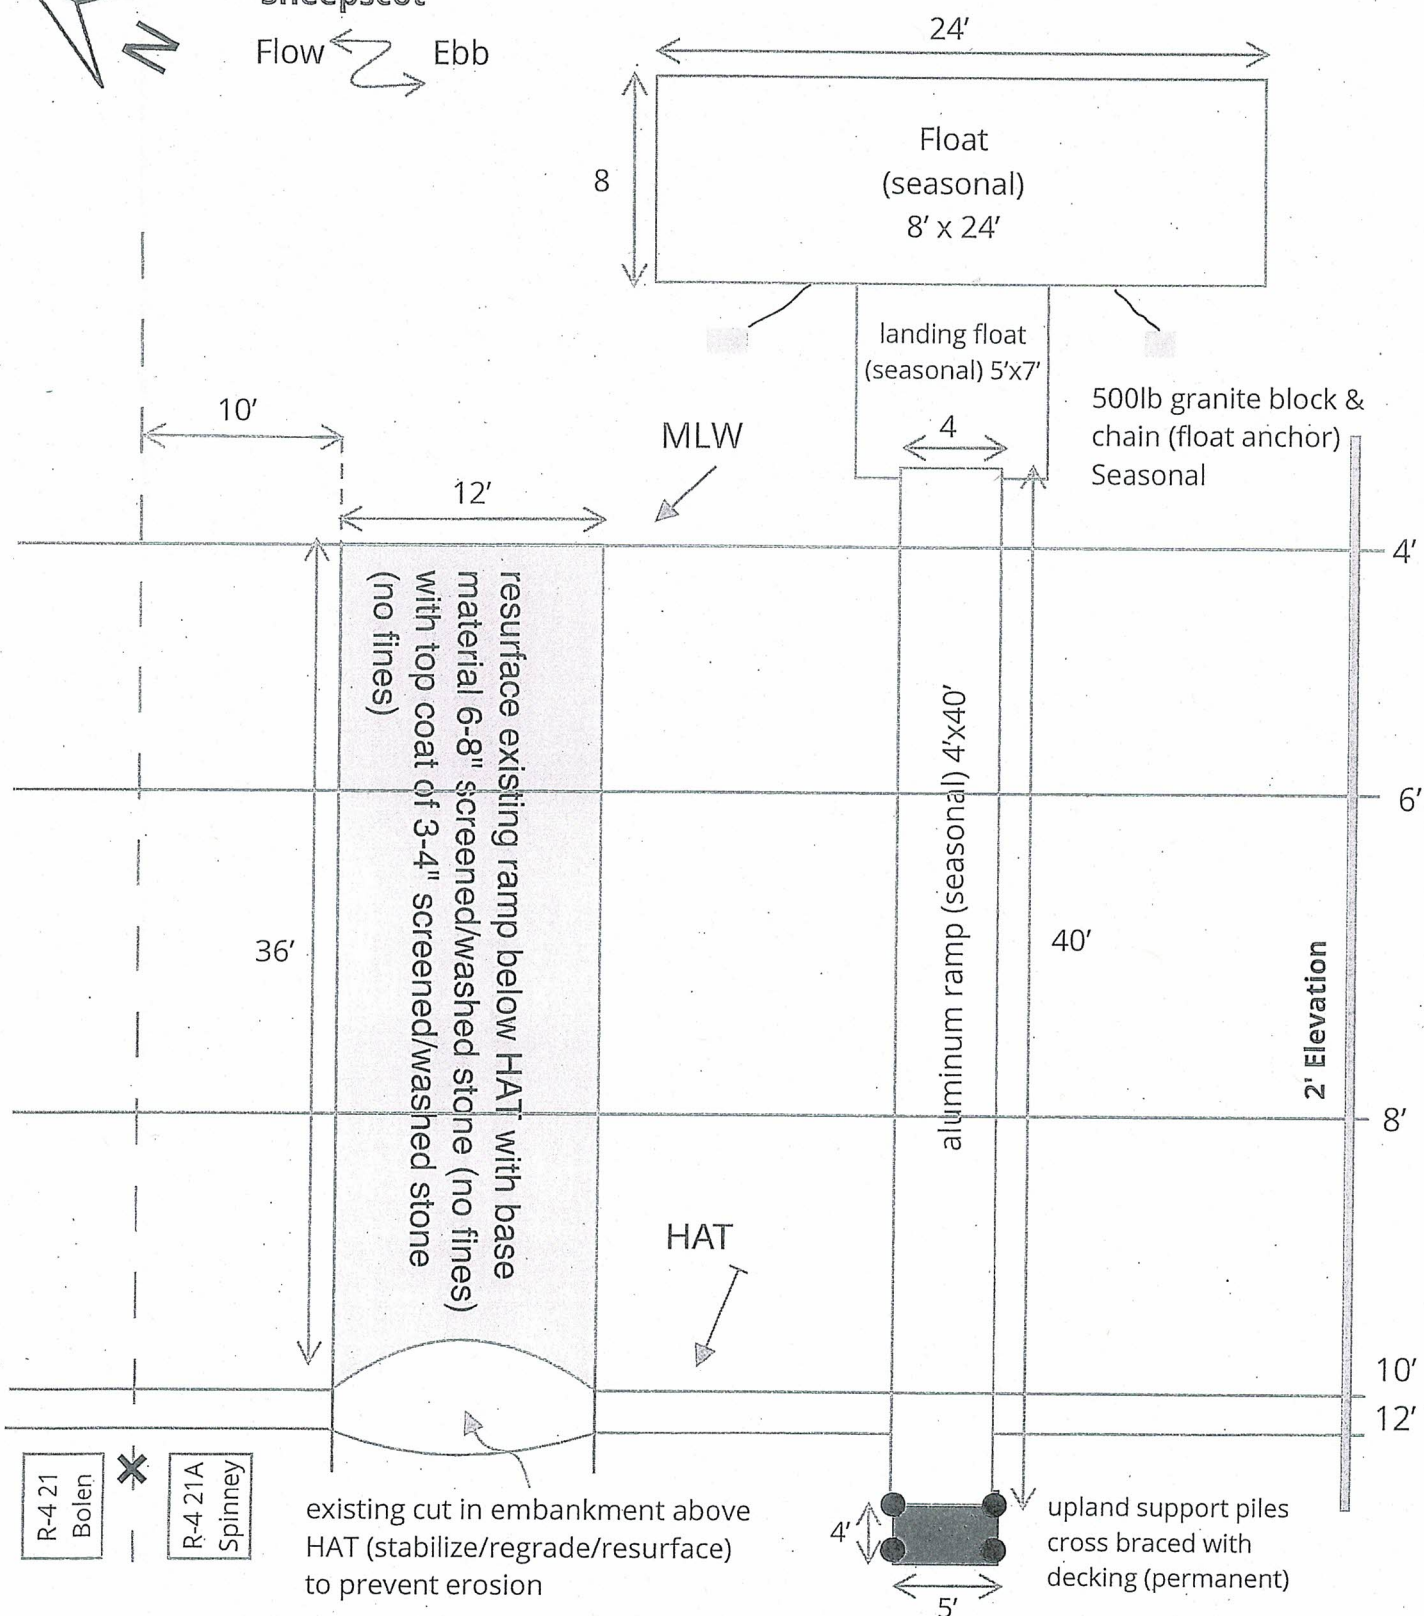 Sheepscot
N
Flow
Ebb
24'
8
Float
(seasonal)
8' x 24'
landing float
(seasonal) 5'x7'
500lb granite block &
chain (float anchor)
Seasonal
10'
MLW
4
12'
4'
resurface existing ramp below HAT with base
material 6-8" screened/washed stone (no fines)
with top coat of 3-4" screened/washed stone
(no fines)
aluminum ramp (seasonal) 4'x40'
6'
36'
40'
2' Elevation
8'
HAT
10'
12'
R-4 21
Bolen
R-4 21A
Spinney
existing cut in embankment above
HAT (stabilize/regrade/resurface)
to prevent erosion
4'
5'
upland support piles
cross braced with
decking (permanent)